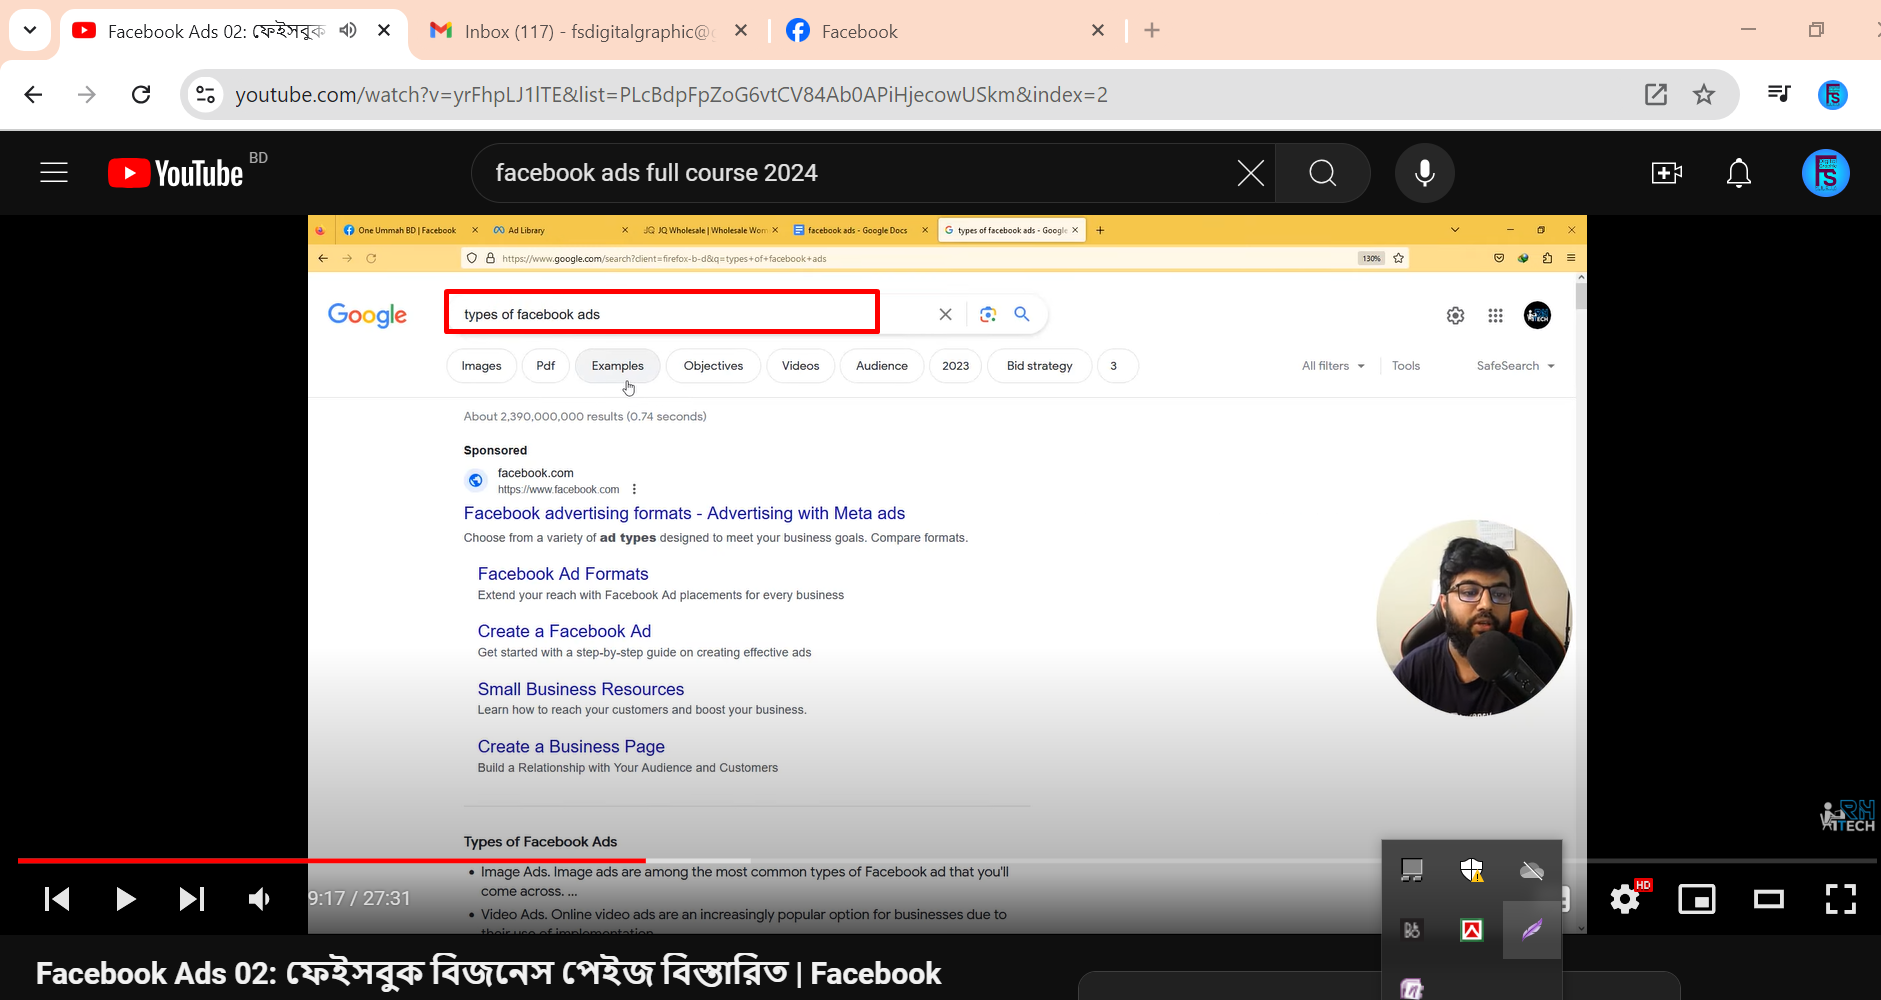 Facebook Ads 02: ফেইসবুক
Inbox (117) - fsdigitalgraphic@
Facebook
youtube.com/watch?v=yrFhpLJ1lTE&list=PLcBdpFpZoG6vtCV84Ab0APiHjecowUSkm&index=2
YouTube BD
facebook ads full course 2024
One Ummah BD | Facebook
Ad Library
JQ JQ Wholesale | Wholesale Wom
facebook ads - Google Docs
types of facebook ads - Google
https://www.google.com/search?client=firefox-b-d&q=types+of+facebook+ads
130%
Google
types of facebook ads
Images Pdf Examples Objectives Videos Audience 2023 Bid strategy 3
All filters Tools SafeSearch
About 2,390,000,000 results (0.74 seconds)
Sponsored
facebook.com
https://www.facebook.com
Facebook advertising formats - Advertising with Meta ads
Choose from a variety of ad types designed to meet your business goals. Compare formats.
Facebook Ad Formats
Extend your reach with Facebook Ad placements for every business
Create a Facebook Ad
Get started with a step-by-step guide on creating effective ads
Small Business Resources
Learn how to reach your customers and boost your business.
Create a Business Page
Build a Relationship with Your Audience and Customers
Types of Facebook Ads
Image Ads. Image ads are among the most common types of Facebook ad that you'll
come across. ...
Video Ads. Online video ads are an increasingly popular option for businesses due to
their use of implementation
RH
TECH
9:17 / 27:31
HD
Facebook Ads 02: ফেইসবুক বিজনেস পেইজ বিস্তারিত | Facebook